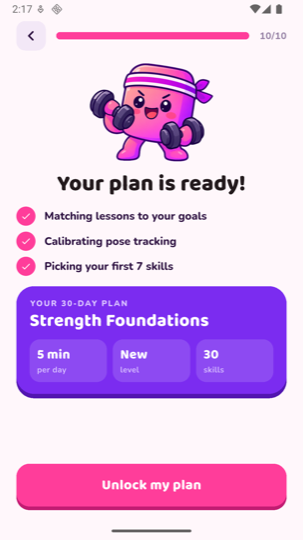 2:17
10/10
Your plan is ready!
Matching lessons to your goals
Calibrating pose tracking
Picking your first 7 skills
YOUR 30-DAY PLAN
Strength Foundations
5 min
per day
New
level
30
skills
Unlock my plan